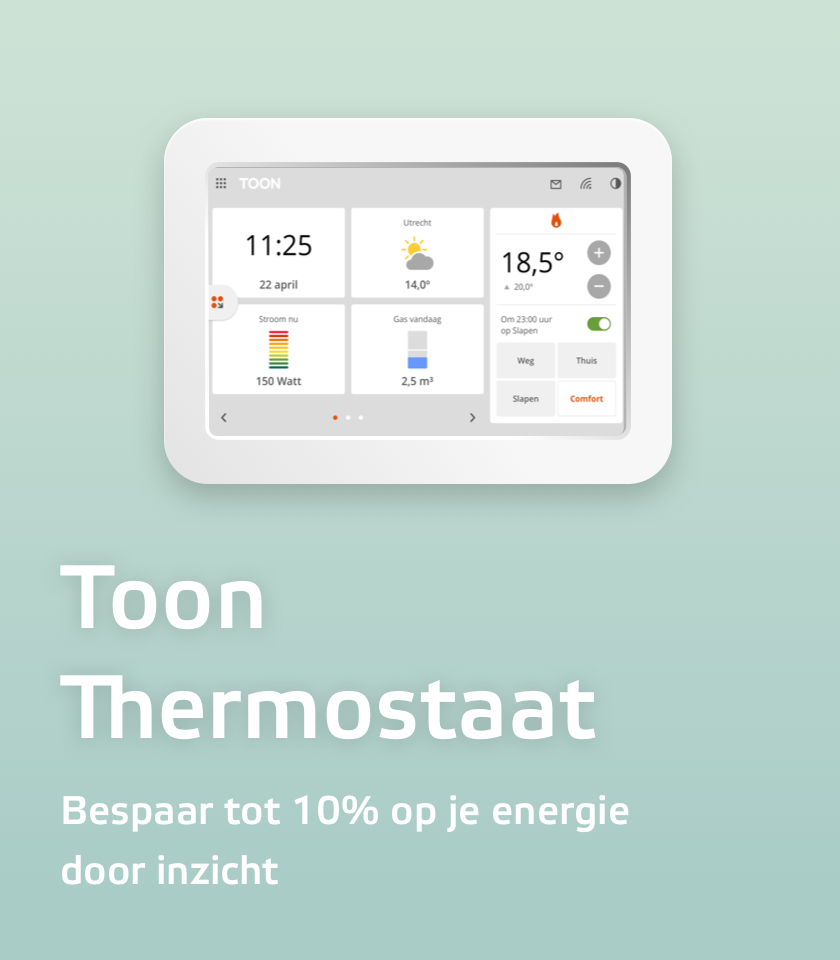 TOON
11:25
22 april
Utrecht
14,0°
Stroom nu
150 Watt
Gas vandaag
2,5 m³
18,5°
20,0°
Om 23:00 uur
op Slapen
Weg
Thuis
Slapen
Comfort
Toon
Thermostaat
Bespaar tot 10% op je energie
door inzicht